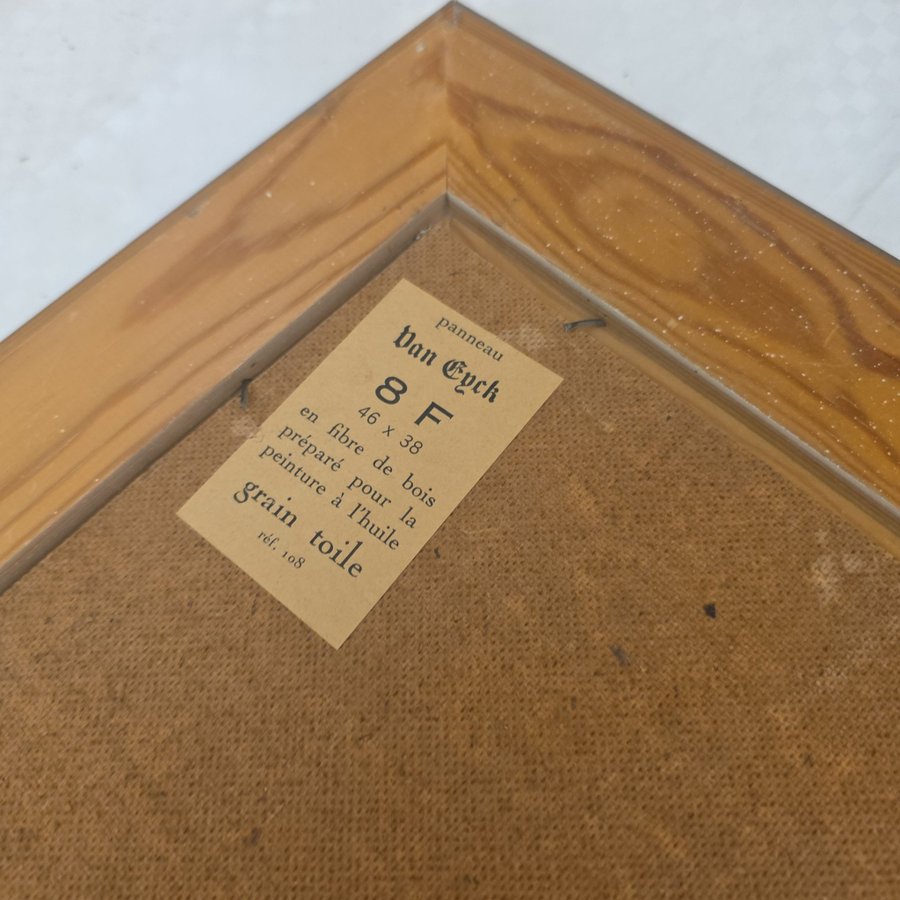 panneau
Van Eyck
8 F
46 x 38
en fibre de bois
préparé pour la
peinture à l'huile
grain toile
réf. 108